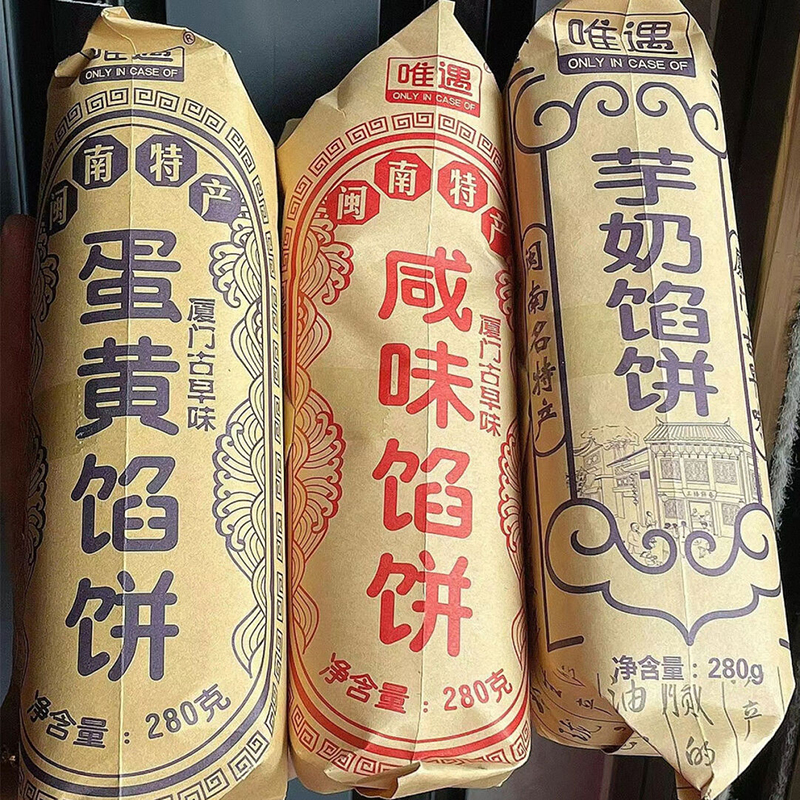 唯遇
®
ONLY IN CASE OF
闽南特产
蛋黄馅饼
厦门古早味
净含量：280克
唯遇
ONLY IN CASE OF
闽南特产
咸味馅饼
厦门古早味
净含量：280克
唯遇
ONLY IN CASE OF
芋奶馅饼
闽南名特产
净含量：280g
油
的
产